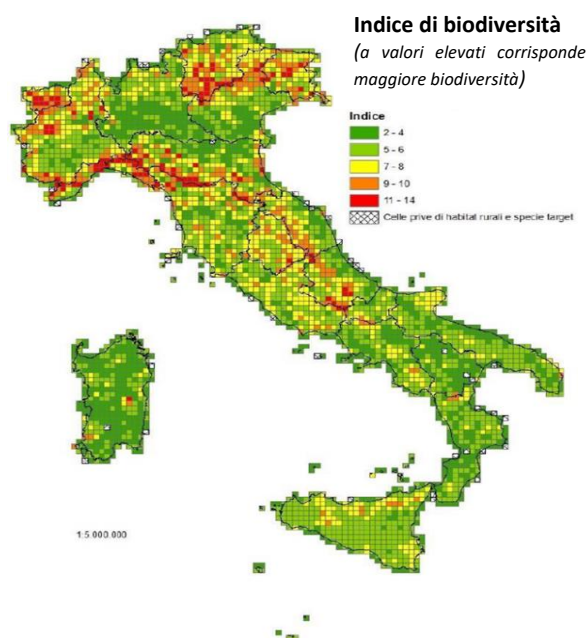 Indice di biodiversità
(a valori elevati corrisponde
maggiore biodiversità)
Indice
2 - 4
5 - 6
7 - 8
9 - 10
11 - 14
Celle prive di habitat rurali e specie target
1:5.000.000